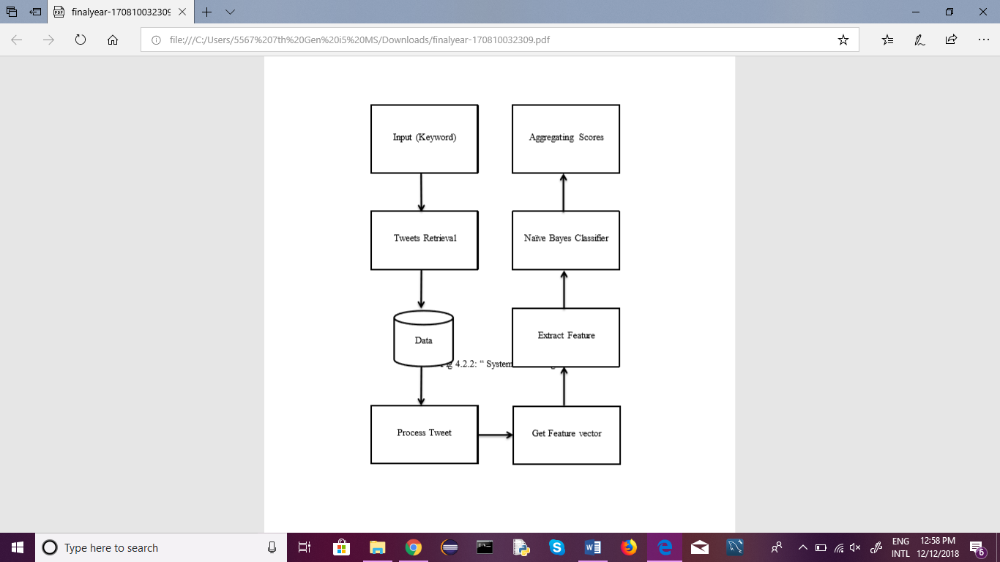 finalyear-170810032309
file:///C:/Users/5567%207th%20Gen%20i5%20MS/Downloads/finalyear-170810032309.pdf
Input (Keyword)
Aggregating Scores
Tweets Retrieval
Naïve Bayes Classifier
Data
Extract Feature
4.2.2: “ System
Process Tweet
Get Feature vector
Type here to search
ENG
INTL
12:58 PM
12/12/2018
6